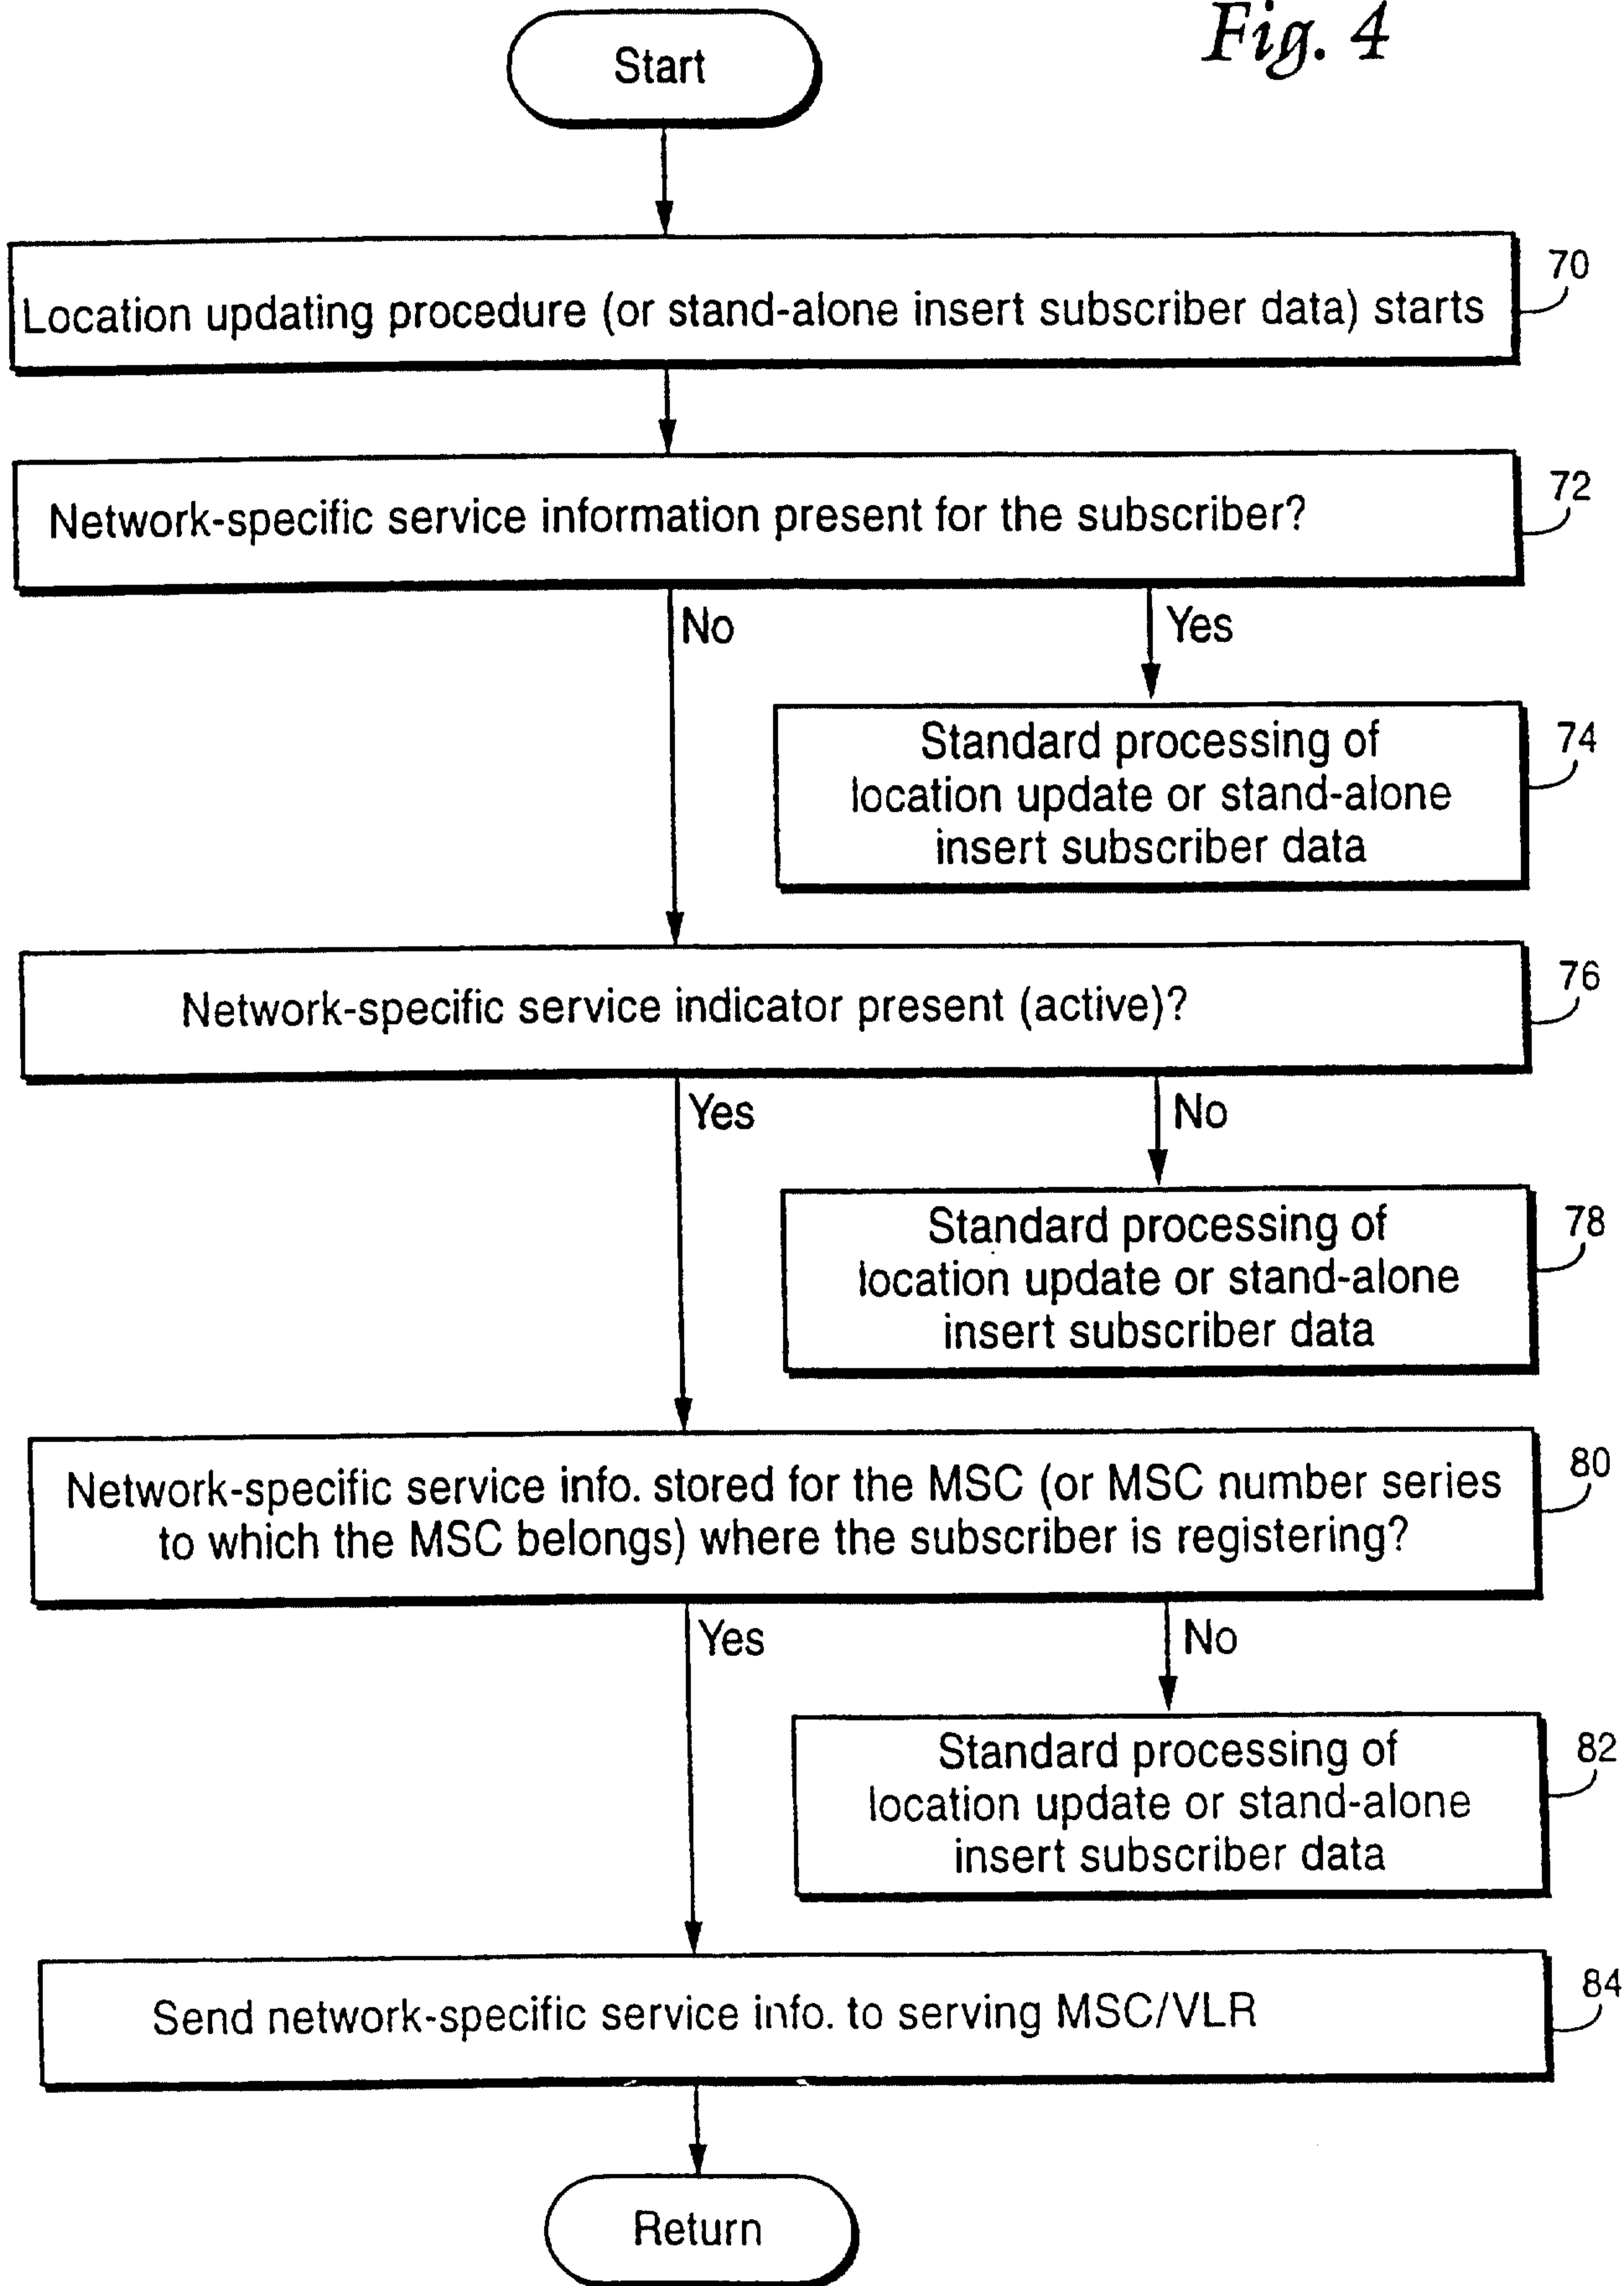 Fig. 4
Start
70
Location updating procedure (or stand-alone insert subscriber data) starts
72
Network-specific service information present for the subscriber?
No
Yes
74
Standard processing of
location update or stand-alone
insert subscriber data
76
Network-specific service indicator present (active)?
Yes
No
78
Standard processing of
location update or stand-alone
insert subscriber data
80
Network-specific service info. stored for the MSC (or MSC number series
to which the MSC belongs) where the subscriber is registering?
Yes
No
82
Standard processing of
location update or stand-alone
insert subscriber data
84
Send network-specific service info. to serving MSC/VLR
Return